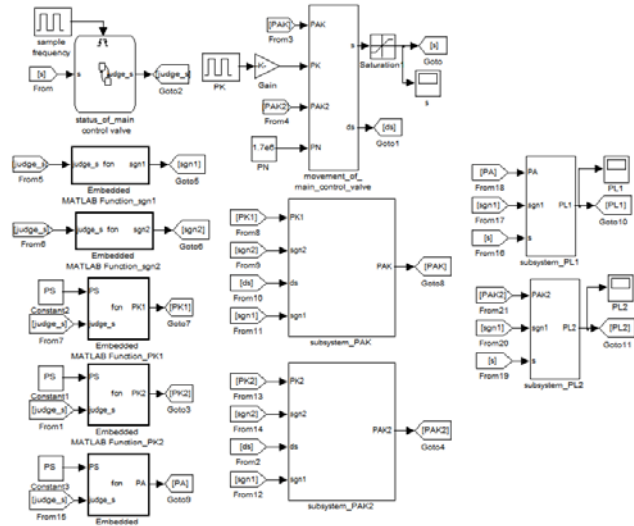 sample
frequency
[s]
From
s
judge_s
[judge_s]
Goto2
status_of_main
control valve
PK
-K-
Gain
[PAK]
From3
[PAK2]
From4
1.7e6
PN
PAK
PK
PAK2
PN
s
ds
movement_of_
main_control_valve
Saturation1
[s]
Goto
s
[ds]
Goto1
[judge_s]
From5
judge_s
fcn
sgn1
[sgn1]
Goto5
Embedded
MATLAB Function_sgn1
[judge_s]
From6
judge_s
fcn
sgn2
[sgn2]
Goto6
Embedded
MATLAB Function_sgn2
PS
Constant2
[judge_s]
From7
PS
judge_s
fcn
PK1
[PK1]
Goto7
Embedded
MATLAB Function_PK1
PS
Constant1
[judge_s]
From1
PS
judge_s
fcn
PK2
[PK2]
Goto3
Embedded
MATLAB Function_PK2
PS
Constant3
[judge_s]
From15
PS
judge_s
fcn
PA
[PA]
Goto9
Embedded
[PK1]
From8
[sgn2]
From9
[ds]
From10
[sgn1]
From11
PK1
sgn2
ds
sgn1
PAK
[PAK]
Goto8
subsystem_PAK
[PK2]
From13
[sgn2]
From14
[ds]
From2
[sgn1]
From12
PK2
sgn2
ds
sgn1
PAK2
[PAK2]
Goto4
subsystem_PAK2
[PA]
From18
[sgn1]
From17
[s]
From16
PA
sgn1
s
PL1
PL1
[PL1]
Goto10
subsystem_PL1
[PAK2]
From21
[sgn1]
From20
[s]
From19
PAK2
sgn1
s
PL2
PL2
[PL2]
Goto11
subsystem_PL2